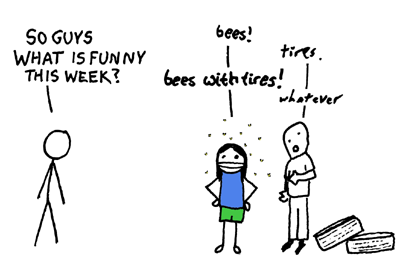 SO GUYS
WHAT IS FUNNY
THIS WEEK?
bees!
bees with tires!
tires.
whatever